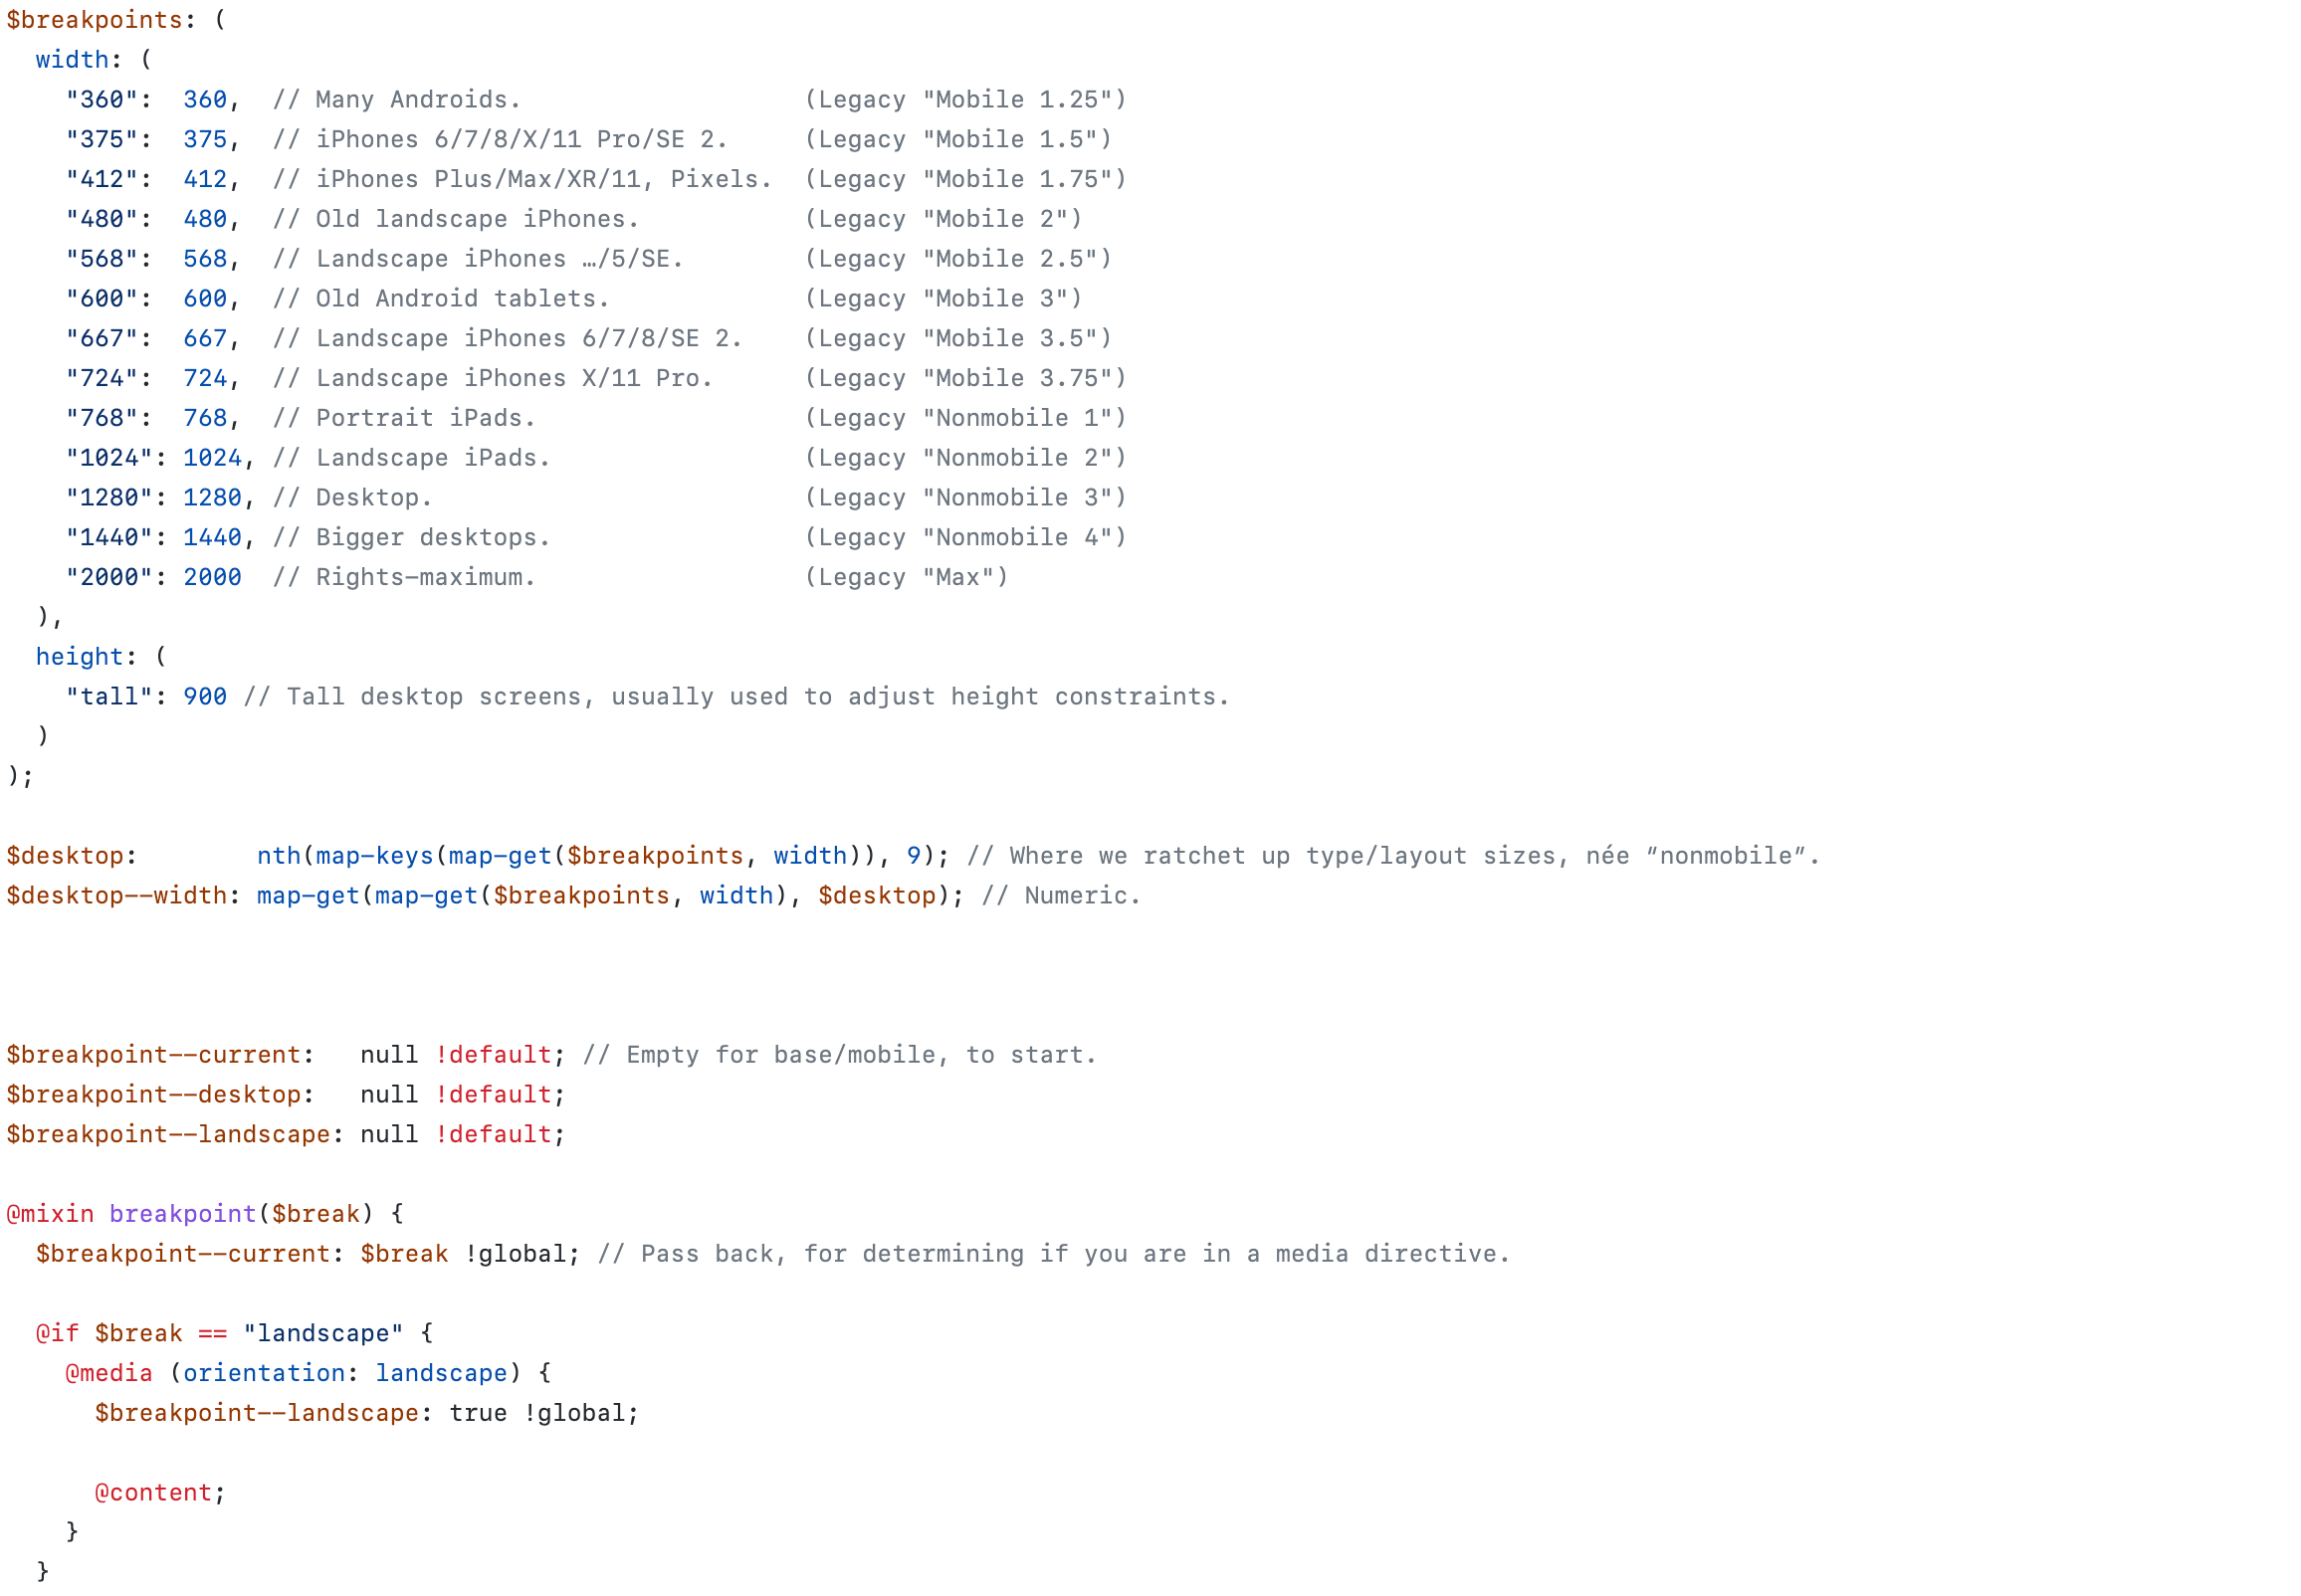 $breakpoints: (
  width: (
    "360":  360,  // Many Androids.                   (Legacy "Mobile 1.25")
    "375":  375,  // iPhones 6/7/8/X/11 Pro/SE 2.     (Legacy "Mobile 1.5")
    "412":  412,  // iPhones Plus/Max/XR/11, Pixels.  (Legacy "Mobile 1.75")
    "480":  480,  // Old landscape iPhones.           (Legacy "Mobile 2")
    "568":  568,  // Landscape iPhones …/5/SE.        (Legacy "Mobile 2.5")
    "600":  600,  // Old Android tablets.             (Legacy "Mobile 3")
    "667":  667,  // Landscape iPhones 6/7/8/SE 2.    (Legacy "Mobile 3.5")
    "724":  724,  // Landscape iPhones X/11 Pro.      (Legacy "Mobile 3.75")
    "768":  768,  // Portrait iPads.                  (Legacy "Nonmobile 1")
    "1024": 1024, // Landscape iPads.                 (Legacy "Nonmobile 2")
    "1280": 1280, // Desktop.                         (Legacy "Nonmobile 3")
    "1440": 1440, // Bigger desktops.                 (Legacy "Nonmobile 4")
    "2000": 2000  // Rights-maximum.                  (Legacy "Max")
  ),
  height: (
    "tall": 900 // Tall desktop screens, usually used to adjust height constraints.
  )
);

$desktop:        nth(map-keys(map-get($breakpoints, width)), 9); // Where we ratchet up type/layout sizes, née “nonmobile”.
$desktop--width: map-get(map-get($breakpoints, width), $desktop); // Numeric.

$breakpoint--current:   null !default; // Empty for base/mobile, to start.
$breakpoint--desktop:   null !default;
$breakpoint--landscape: null !default;

@mixin breakpoint($break) {
  $breakpoint--current: $break !global; // Pass back, for determining if you are in a media directive.

  @if $break == "landscape" {
    @media (orientation: landscape) {
      $breakpoint--landscape: true !global;

      @content;
    }
  }